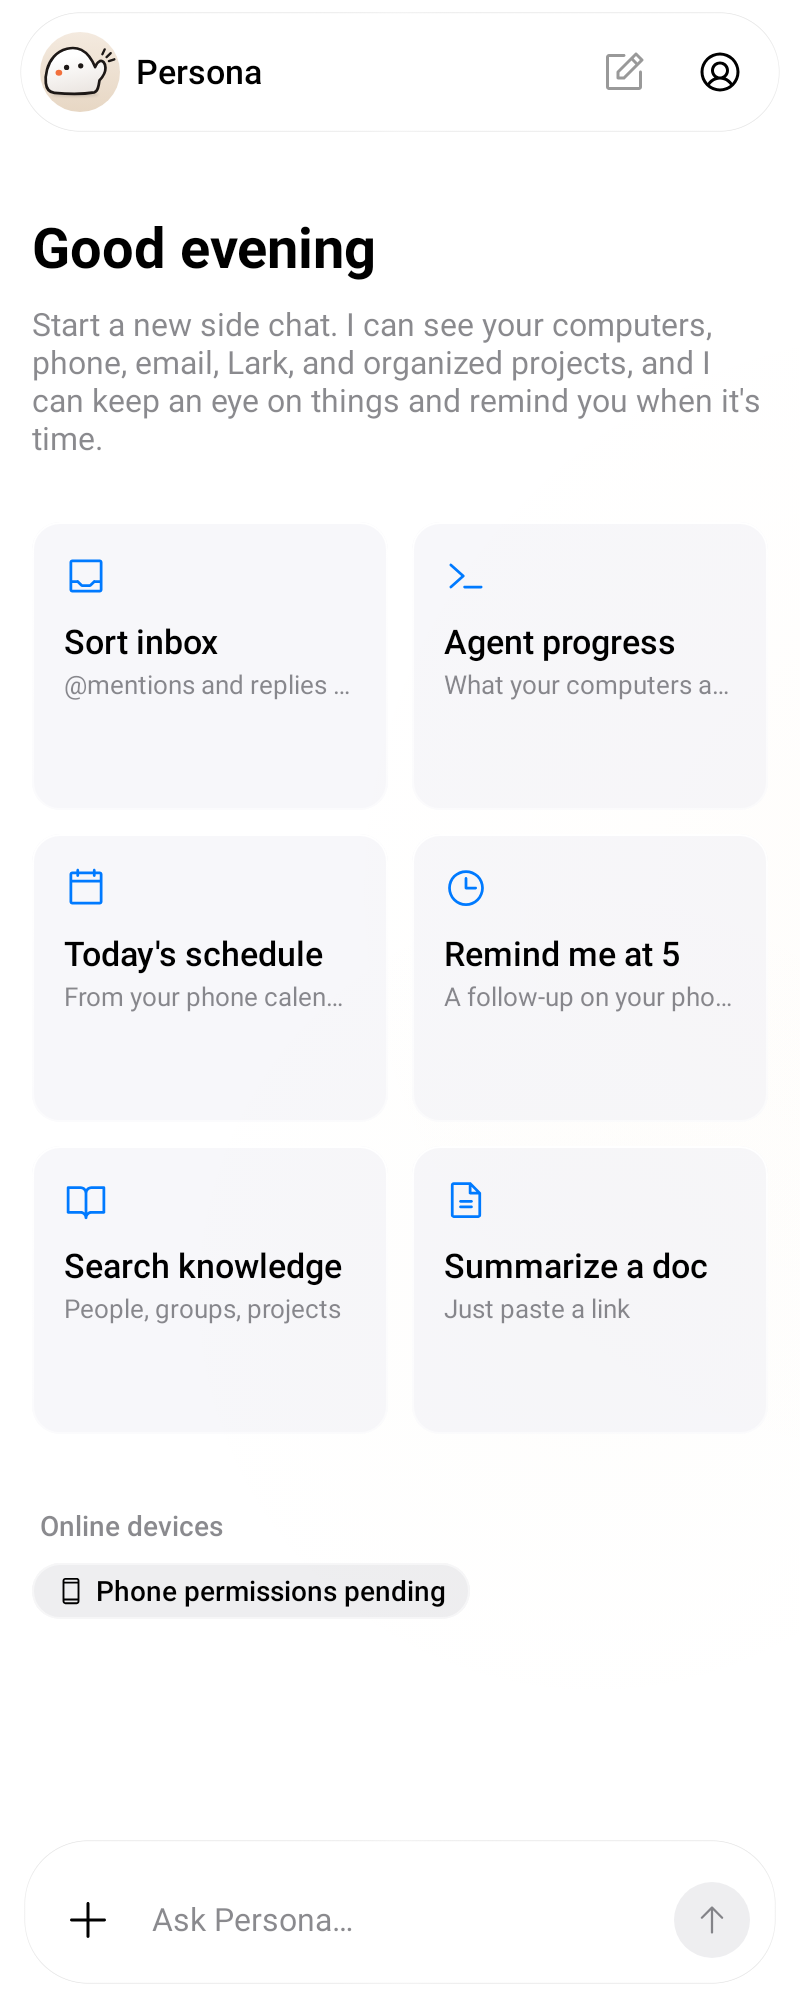 Persona
Good evening
Start a new side chat. I can see your computers,
phone, email, Lark, and organized projects, and I
can keep an eye on things and remind you when it's
time.
Sort inbox
@mentions and replies ...
Agent progress
What your computers a...
Today's schedule
From your phone calen...
Remind me at 5
A follow-up on your pho...
Search knowledge
People, groups, projects
Summarize a doc
Just paste a link
Online devices
Phone permissions pending
Ask Persona...